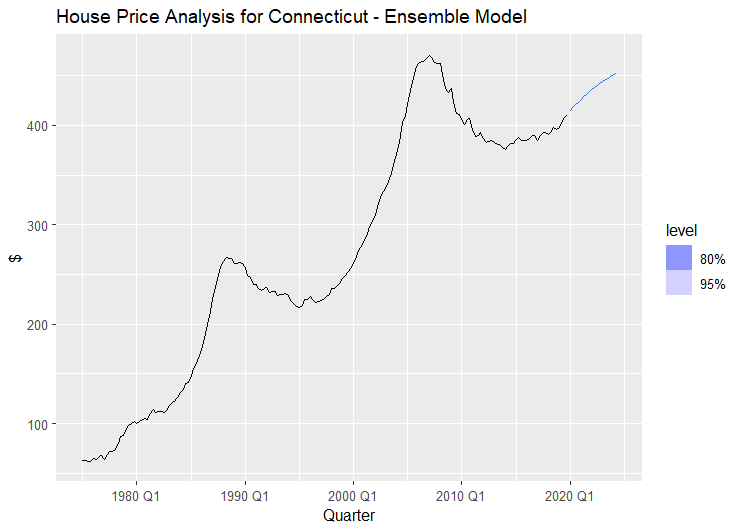 House Price Analysis for Connecticut - Ensemble Model
$
400
300
200
100
1980 Q1 1990 Q1 2000 Q1 2010 Q1 2020 Q1
Quarter
level
80%
95%